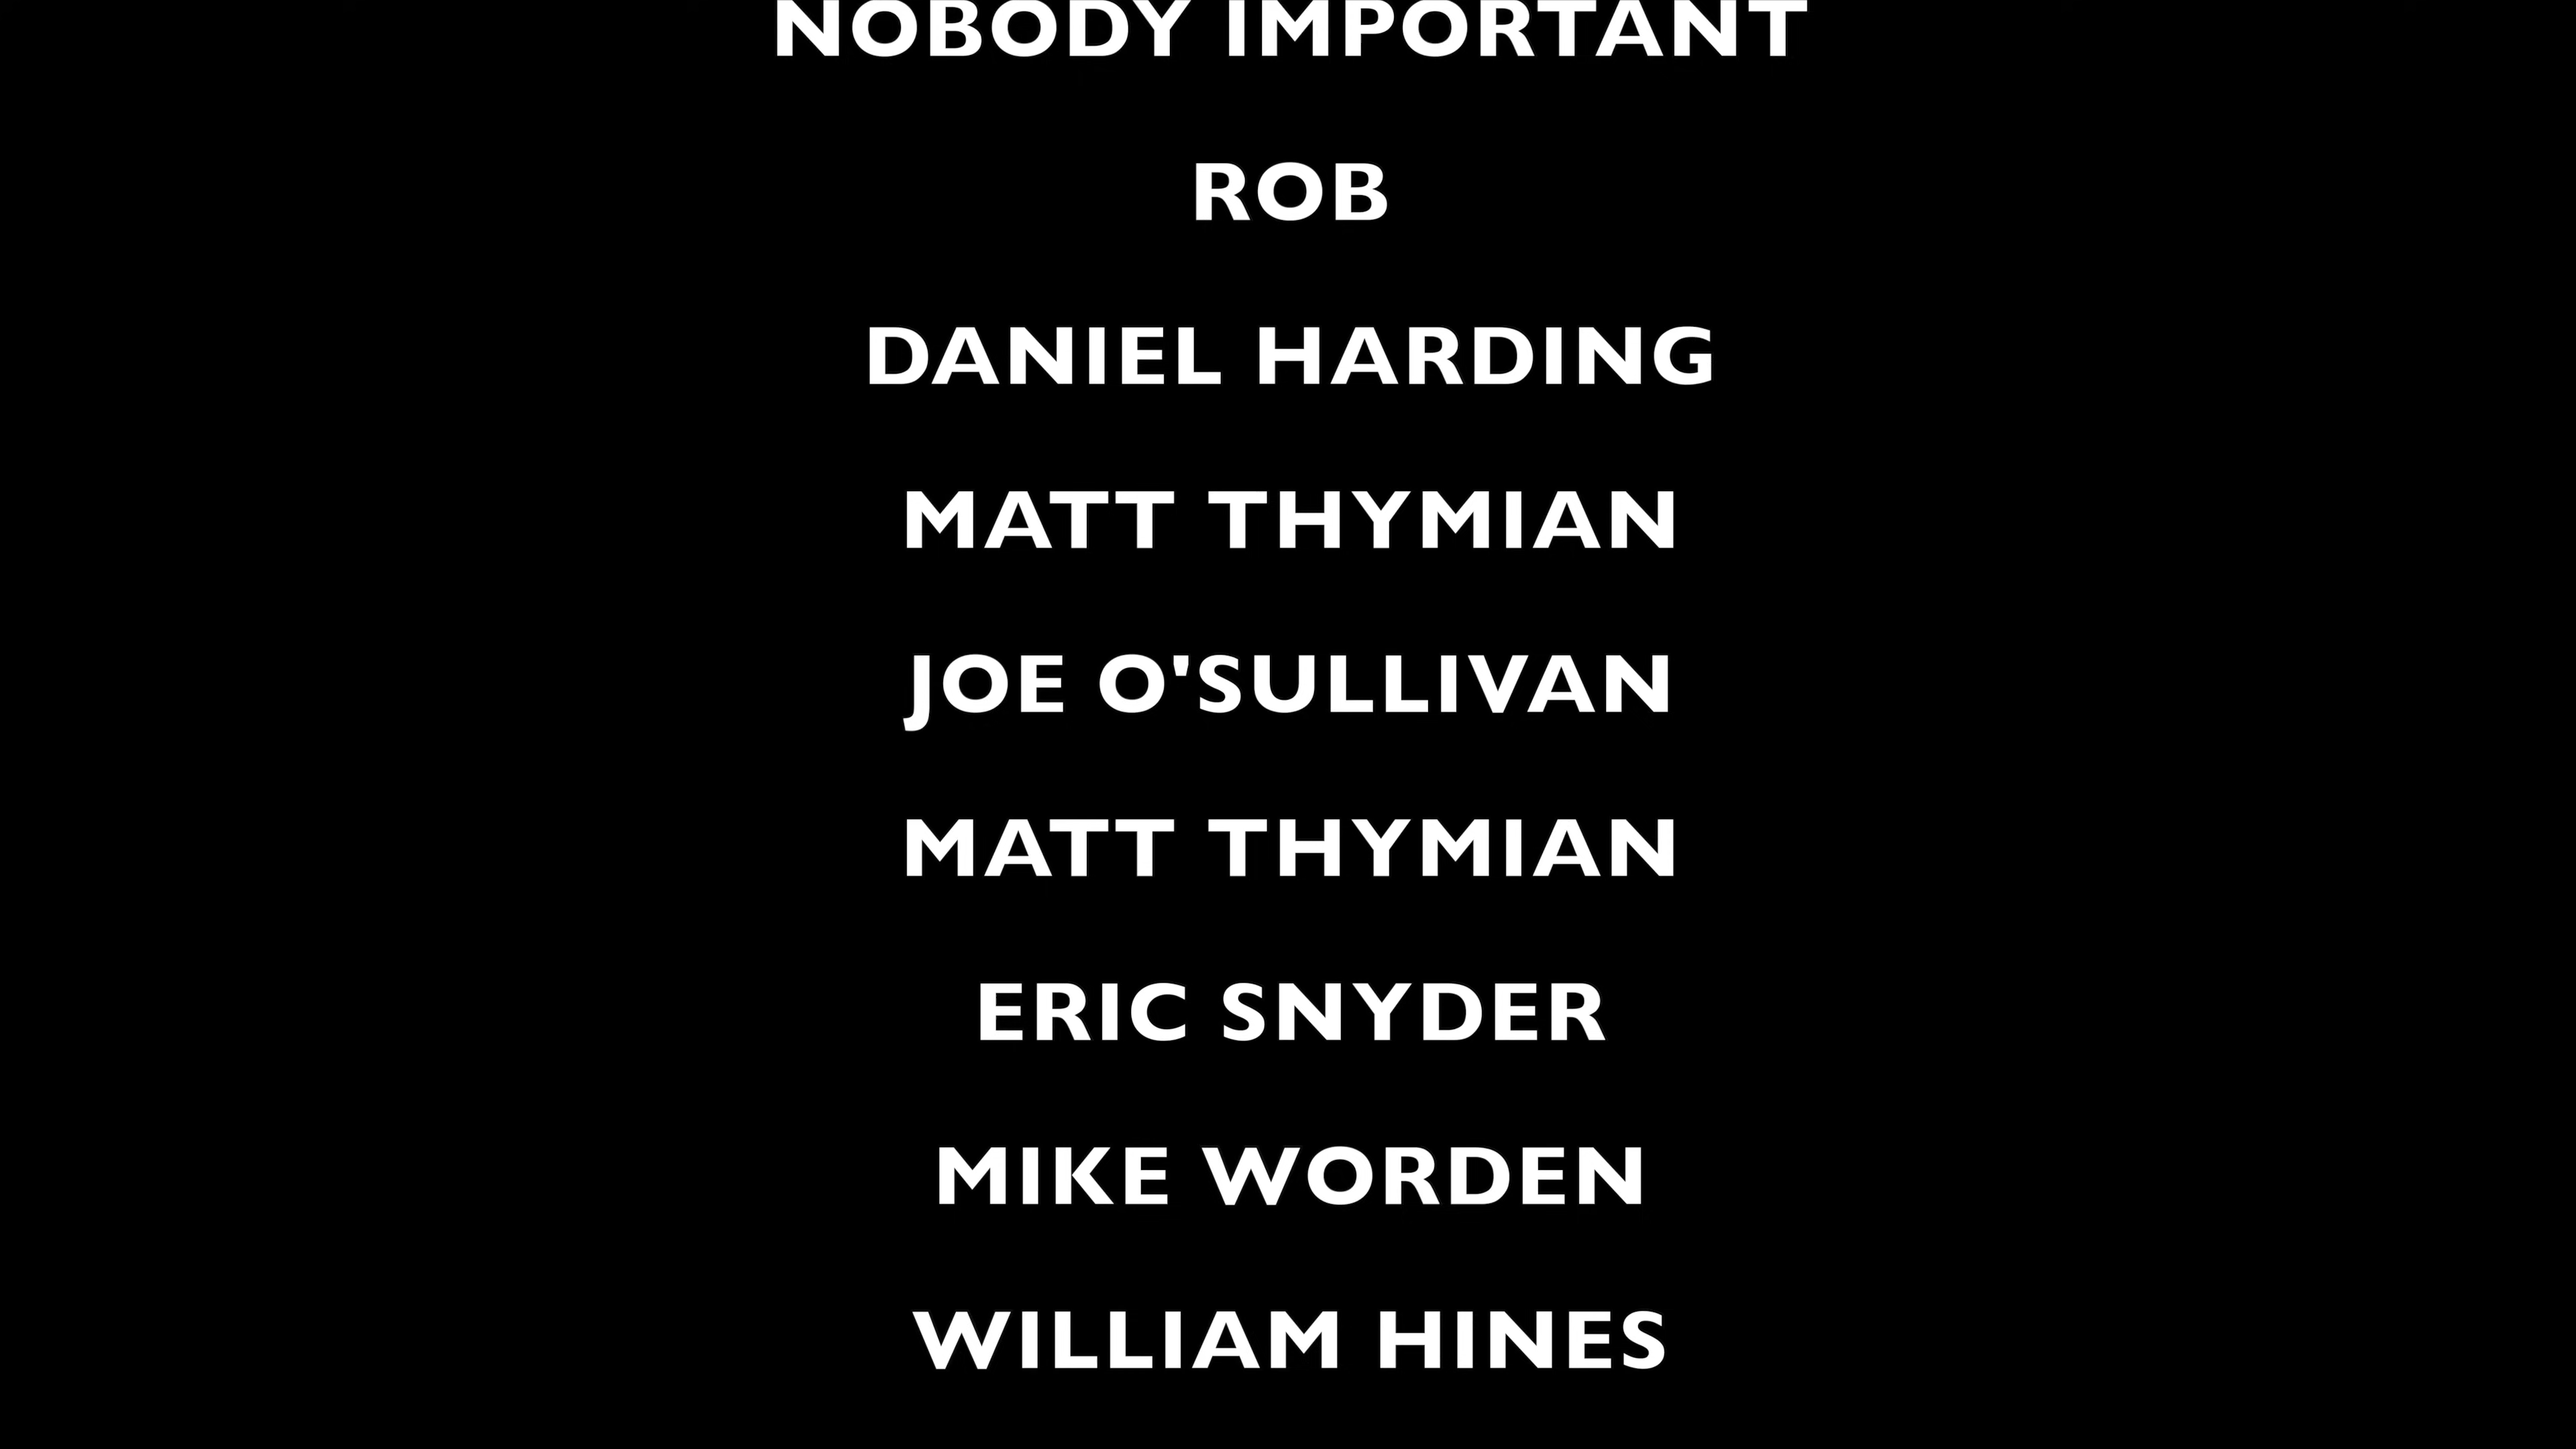 NOBODY IMPORTANT
ROB
DANIEL HARDING
MATT THYMIAN
JOE O'SULLIVAN
MATT THYMIAN
ERIC SNYDER
MIKE WORDEN
WILLIAM HINES